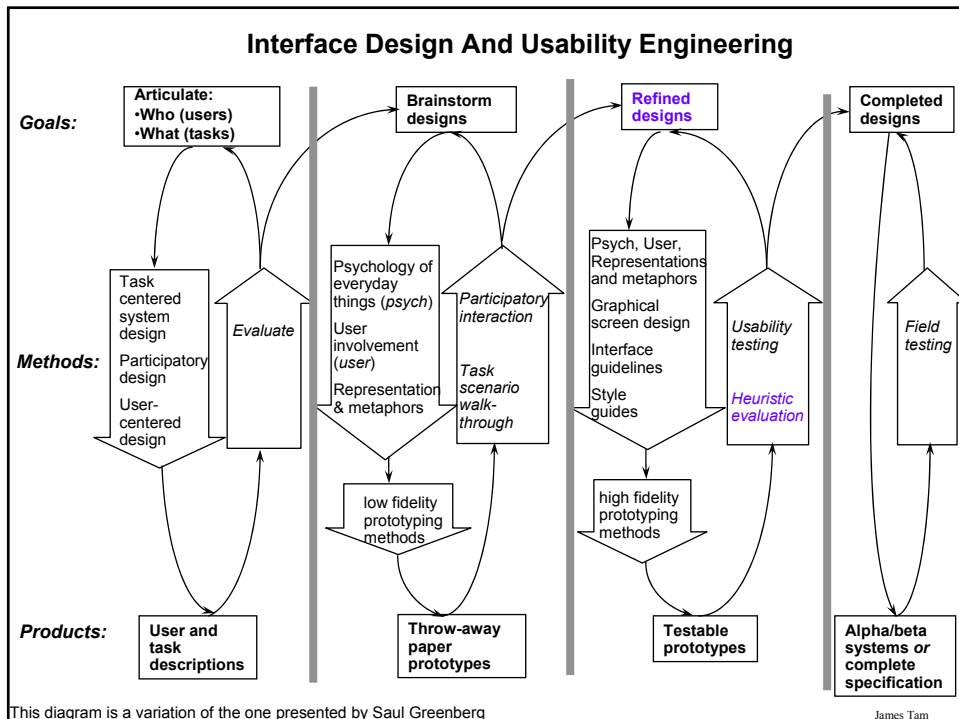 Interface Design And Usability Engineering
Goals:
Articulate:
•Who (users)
•What (tasks)
Brainstorm
designs
Refined
designs
Completed
designs
Methods:
Task
centered
system
design
Participatory
design
User-
centered
design
Evaluate
Psychology of
everyday
things (psych)
User
involvement
(user)
Representation
& metaphors
low fidelity
prototyping
methods
Participatory
interaction
Task
scenario
walk-
through
Psych, User,
Representations
and metaphors
Graphical
screen design
Interface
guidelines
Style
guides
high fidelity
prototyping
methods
Usability
testing
Heuristic
evaluation
Field
testing
Products:
User and
task
descriptions
Throw-away
paper
prototypes
Testable
prototypes
Alpha/beta
systems or
complete
specification
This diagram is a variation of the one presented by Saul Greenberg
James Tam